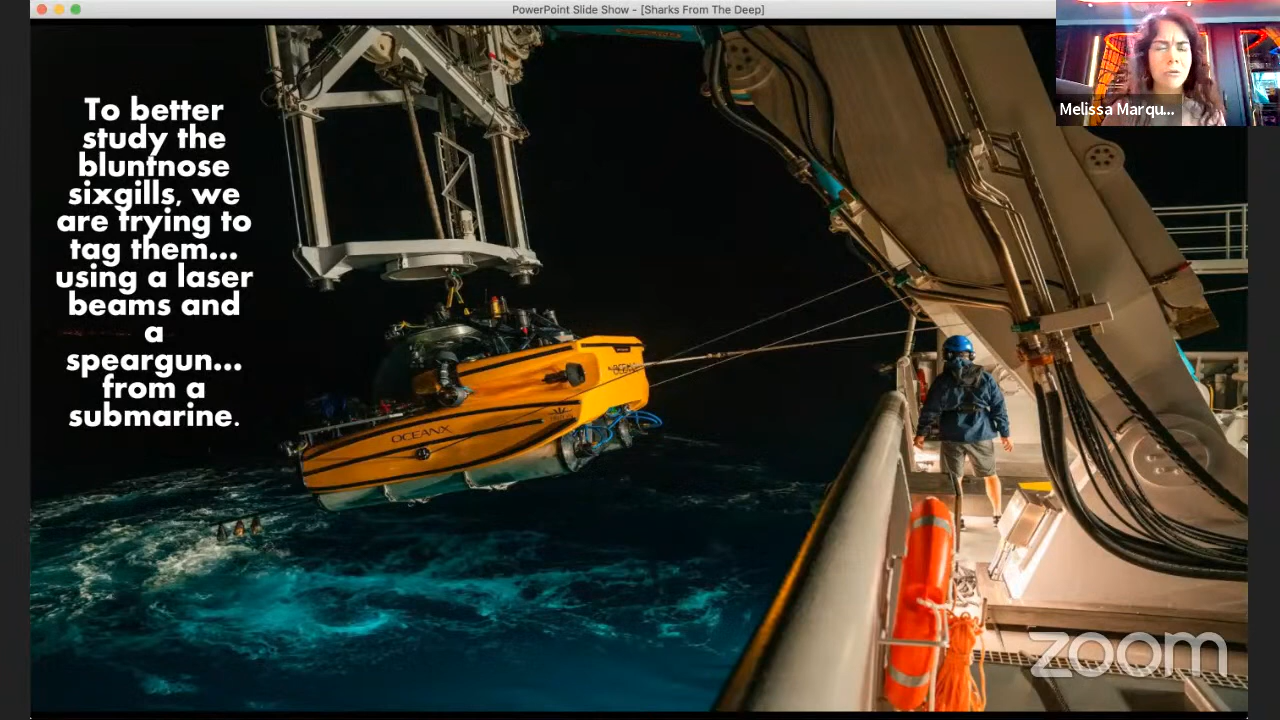 PowerPoint Slide Show - [Sharks From The Deep]
Melissa Marqu...
To better
study the
bluntnose
sixgills, we
are trying to
tag them...
using a laser
beams and
a
speargun...
from a
submarine.
OCEANX
OCEANX
zoom